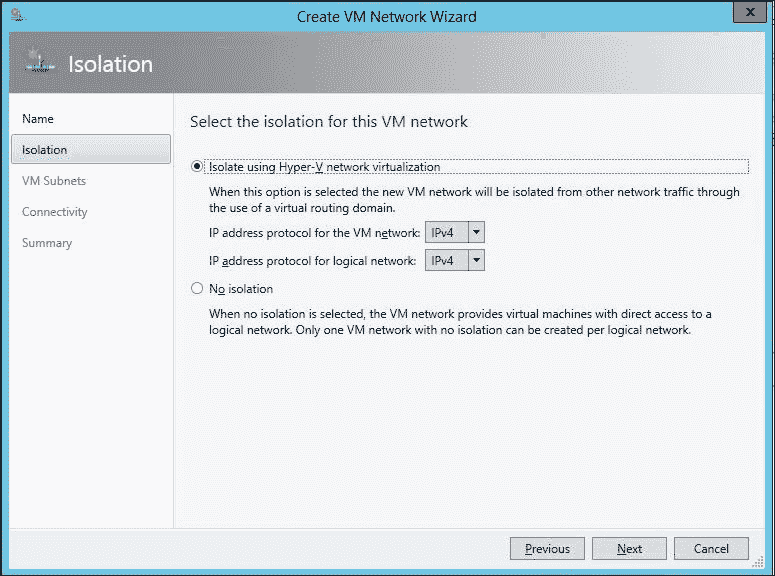 Create VM Network Wizard
x
Isolation
Name
Isolation
VM Subnets
Connectivity
Summary
Select the isolation for this VM network
Isolate using Hyper-V network virtualization
When this option is selected the new VM network will be isolated from other network traffic through
the use of a virtual routing domain.
IP address protocol for the VM network: IPv4
IP address protocol for logical network: IPv4
No isolation
When no isolation is selected, the VM network provides virtual machines with direct access to a
logical network. Only one VM network with no isolation can be created per logical network.
Previous Next Cancel